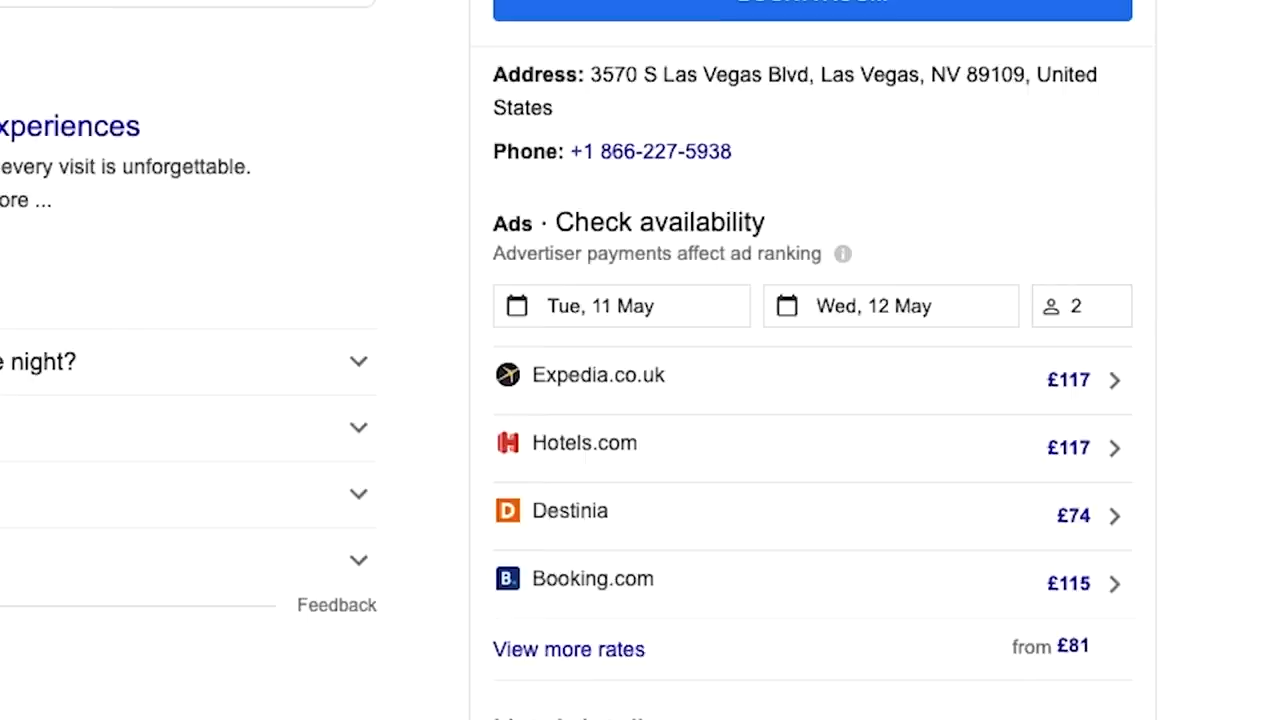 xperiences
every visit is unforgettable.
ore ...
e night?
Feedback
Address: 3570 S Las Vegas Blvd, Las Vegas, NV 89109, United
States
Phone: +1 866-227-5938
Ads · Check availability
Advertiser payments affect ad ranking
Tue, 11 May
Wed, 12 May
2
Expedia.co.uk
£117
Hotels.com
£117
D
Destinia
£74
B.
Booking.com
£115
View more rates
from £81